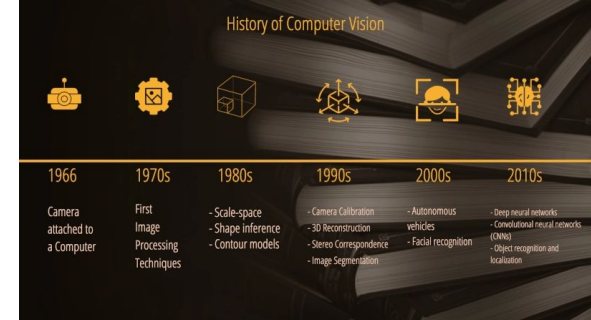 History of Computer Vision
1966
Camera
attached to
a Computer
1970s
First
Image
Processing
Techniques
1980s
- Scale-space
- Shape inference
- Contour models
1990s
- Camera Calibration
- 3D Reconstruction
- Stereo Correspondence
- Image Segmentation
2000s
- Autonomous
vehicles
- Facial recognition
2010s
- Deep neural networks
- Convolutional neural networks
(CNNs)
- Object recognition and
localization